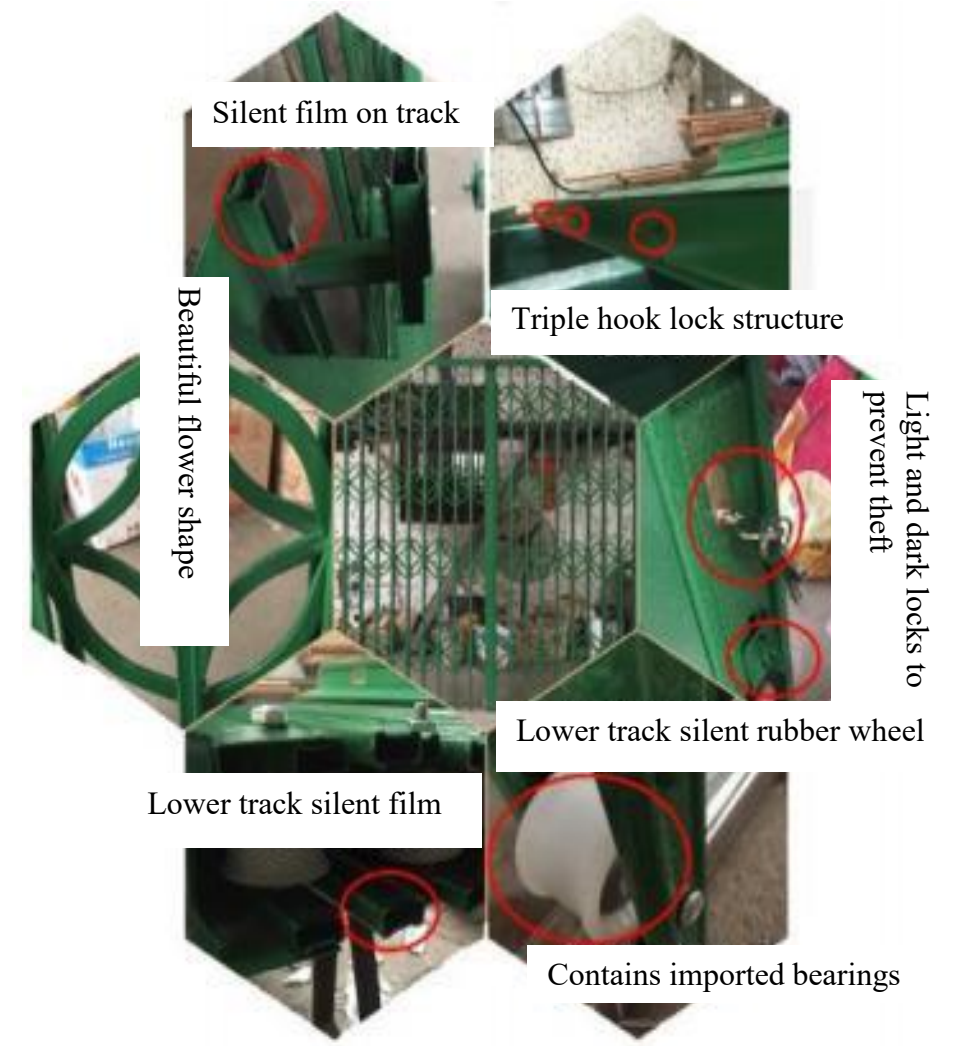 Silent film on track
Triple hook lock structure
Beautiful flower shape
Light and dark locks to
prevent theft
Lower track silent rubber wheel
Lower track silent film
Contains imported bearings